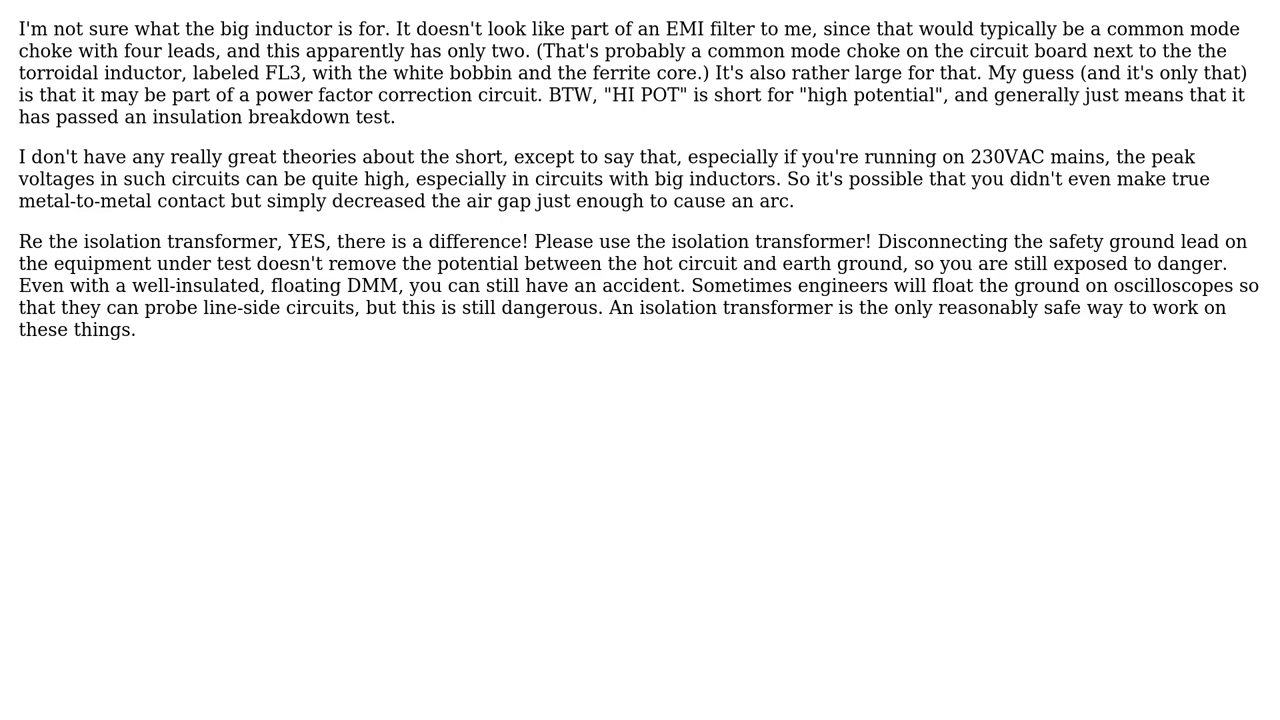 I'm not sure what the big inductor is for. It doesn't look like part of an EMI filter to me, since that would typically be a common mode
choke with four leads, and this apparently has only two. (That's probably a common mode choke on the circuit board next to the the
torroidal inductor, labeled FL3, with the white bobbin and the ferrite core.) It's also rather large for that. My guess (and it's only that)
is that it may be part of a power factor correction circuit. BTW, "HI POT" is short for "high potential", and generally just means that it
has passed an insulation breakdown test.
I don't have any really great theories about the short, except to say that, especially if you're running on 230VAC mains, the peak
voltages in such circuits can be quite high, especially in circuits with big inductors. So it's possible that you didn't even make true
metal-to-metal contact but simply decreased the air gap just enough to cause an arc.
Re the isolation transformer, YES, there is a difference! Please use the isolation transformer! Disconnecting the safety ground lead on
the equipment under test doesn't remove the potential between the hot circuit and earth ground, so you are still exposed to danger.
Even with a well-insulated, floating DMM, you can still have an accident. Sometimes engineers will float the ground on oscilloscopes so
that they can probe line-side circuits, but this is still dangerous. An isolation transformer is the only reasonably safe way to work on
these things.